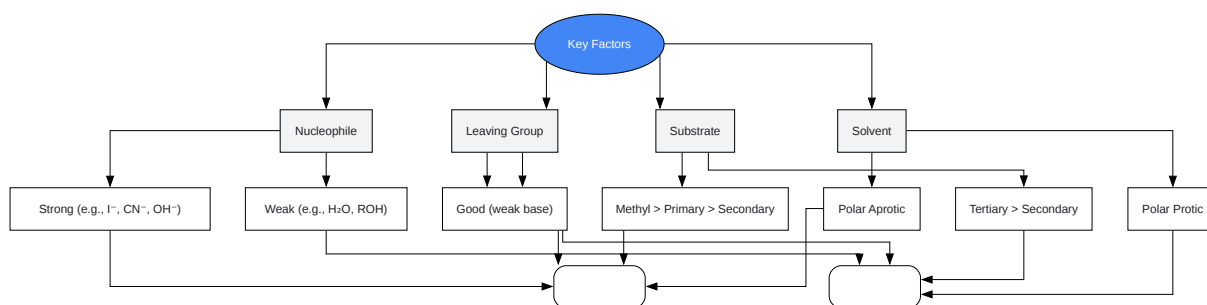 Key Factors
Nucleophile
Leaving Group
Substrate
Solvent
Strong (e.g., I⁻, CN⁻, OH⁻)
Weak (e.g., H₂O, ROH)
Good (weak base)
Methyl > Primary > Secondary
Polar Aprotic
Tertiary > Secondary
Polar Protic